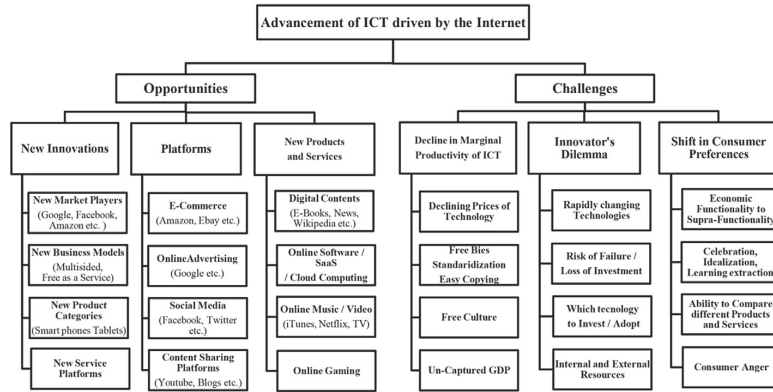 Advancement of ICT driven by the Internet
Opportunities
Challenges
New Innovations
Platforms
New Products
and Services
Decline in Marginal
Productivity of ICT
Innovator's
Dilemma
Shift in Consumer
Preferences
New Market Players
(Google, Facebook,
Amazon etc. )
New Business Models
(Multisided,
Free as a Service)
New Product
Categories
(Smart phones Tablets)
New Service
Platforms
E-Commerce
(Amazon, Ebay etc.)
OnlineAdvertising
(Google etc.)
Social Media
(Facebook, Twitter
etc.)
Content Sharing
Platforms
(Youtube, Blogs etc.)
Digital Contents
(E-Books, News,
Wikipedia etc.)
Online Software /
SaaS
/ Cloud Computing
Online Music / Video
(iTunes, Netflix, TV)
Online Gaming
Declining Prices of
Technology
Free Bies
Standaridization
Easy Copying
Free Culture
Un-Captured GDP
Rapidly changing
Technologies
Risk of Failure /
Loss of Investment
Which tecnology
to Invest / Adopt
Internal and External
Resources
Economic
Functionality to
Supra-Functionality
Celebration,
Idealization,
Learning extraction
Ability to Compare
different Products
and Services
Consumer Anger